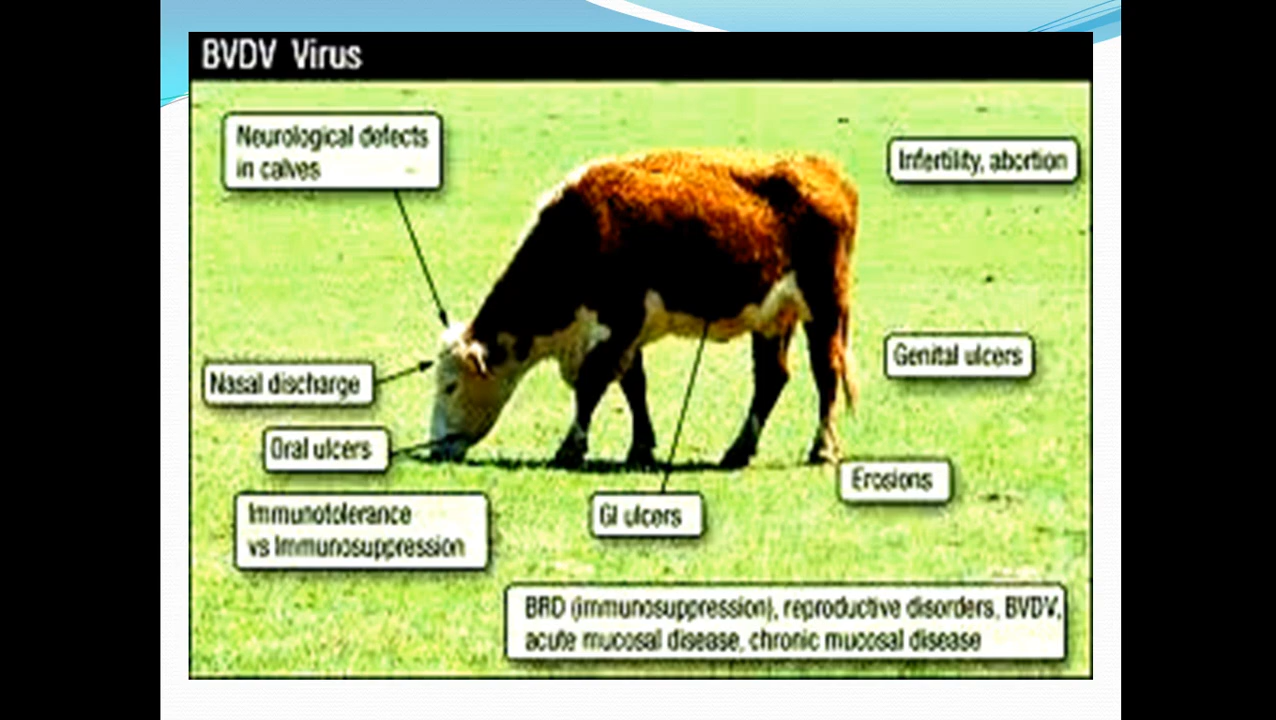 BVDV Virus
Neurological defects
in calves
Infertility, abortion
Nasal discharge
Genital ulcers
Oral ulcers
Erosions
Immunotolerance
vs Immunosuppression
GI ulcers
BRD (immunosuppression), reproductive disorders, BVDV,
acute mucosal disease, chronic mucosal disease